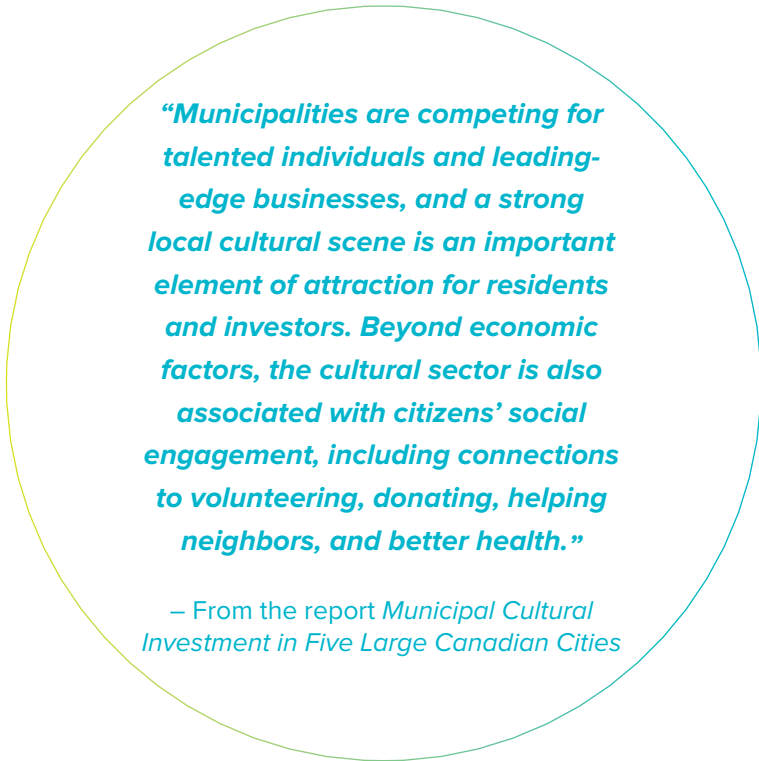 “Municipalities are competing for
talented individuals and leading-
edge businesses, and a strong
local cultural scene is an important
element of attraction for residents
and investors. Beyond economic
factors, the cultural sector is also
associated with citizens’ social
engagement, including connections
to volunteering, donating, helping
neighbors, and better health.”
– From the report Municipal Cultural
Investment in Five Large Canadian Cities